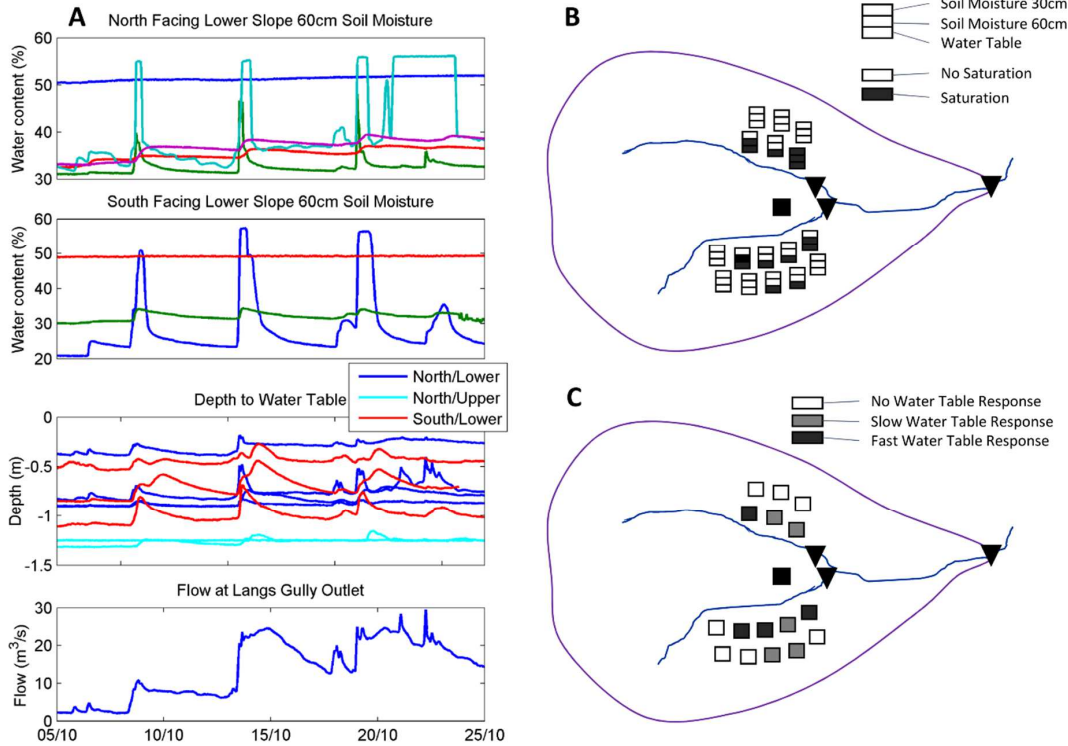 A
North Facing Lower Slope 60cm Soil Moisture
Water content (%)
60
50
40
30
South Facing Lower Slope 60cm Soil Moisture
Water content (%)
60
50
40
30
20
North/Lower
North/Upper
South/Lower
Depth to Water Table
Depth (m)
0
-0.5
-1
-1.5
Flow at Langs Gully Outlet
Flow (m³/s)
30
20
10
0
05/10
10/10
15/10
20/10
25/10
B
Soil Moisture 30cm
Soil Moisture 60cm
Water Table
No Saturation
Saturation
C
No Water Table Response
Slow Water Table Response
Fast Water Table Response